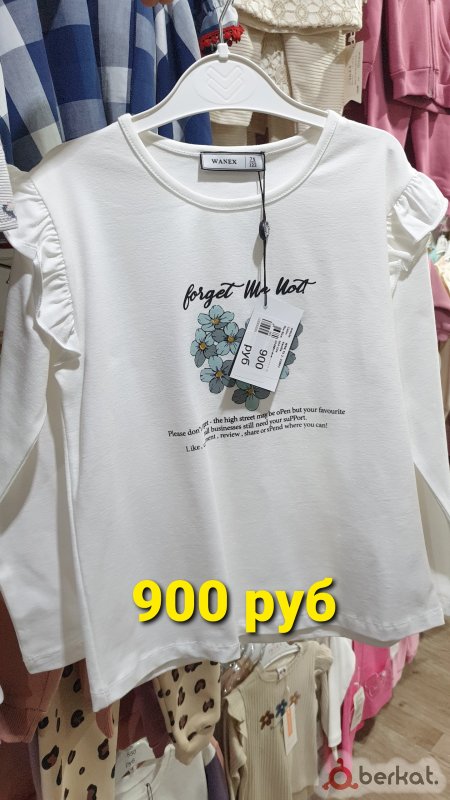 WANEX
forget Me Nott
900
руб
Please don't , the high street may be oPen but your favourite
businesses still need your suPPort.
Like , review , share or sPend where you can!
900 руб
руб
berkat.